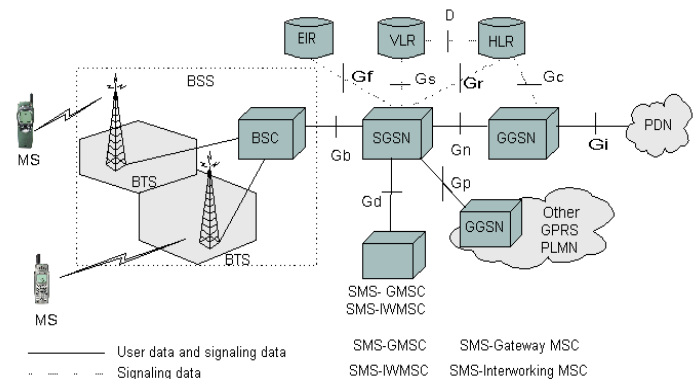 D
EIR
VLR
HLR
BSS
Gf
Gs
Gr
Gc
MS
BSC
SGSN
GGSN
PDN
Gb
Gn
Gi
BTS
Gp
Gd
GGSN
Other
GPRS
PLMN
BTS
SMS- GMSC
SMS-IWMSC
MS
User data and signaling data
SMS-GMSC
SMS-Gateway MSC
Signaling data
SMS-IWMSC
SMS-Interworking MSC